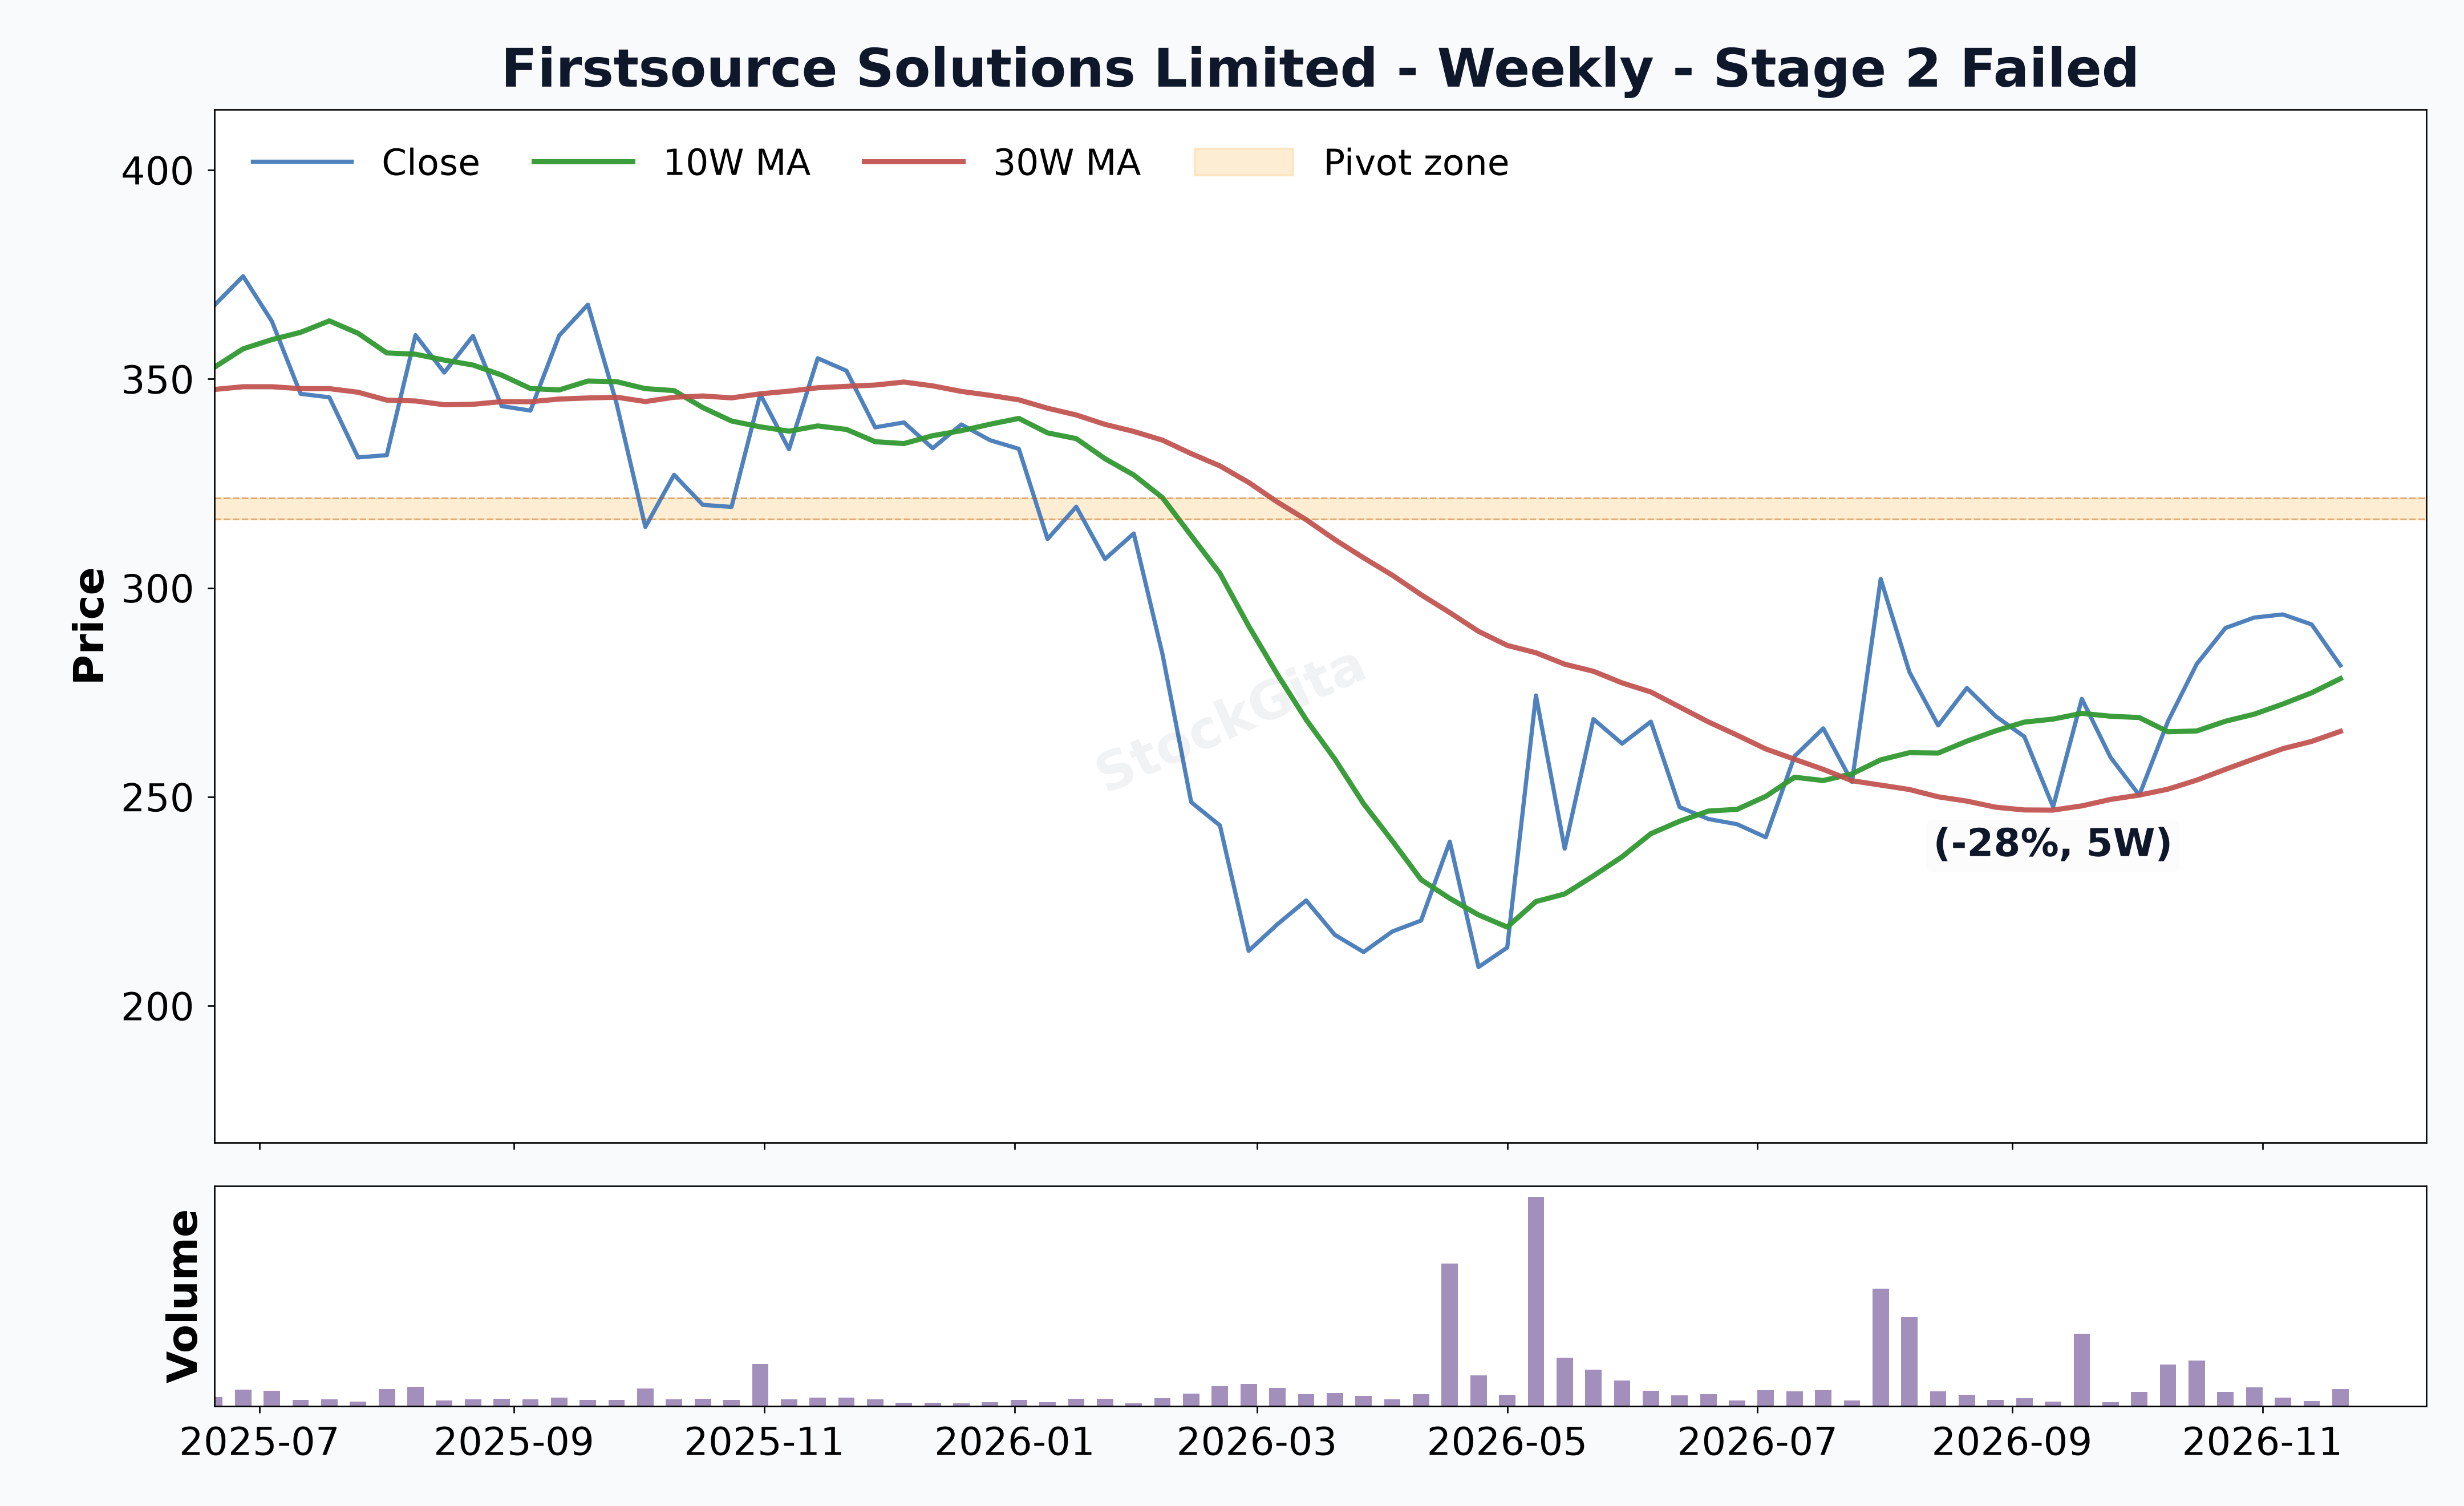 Firstsource Solutions Limited - Weekly - Stage 2 Failed
Close 10W MA 30W MA Pivot zone
400
350
300
250
200
Price
StockGita
(-28%, 5W)
Volume
2025-07 2025-09 2025-11 2026-01 2026-03 2026-05 2026-07 2026-09 2026-11